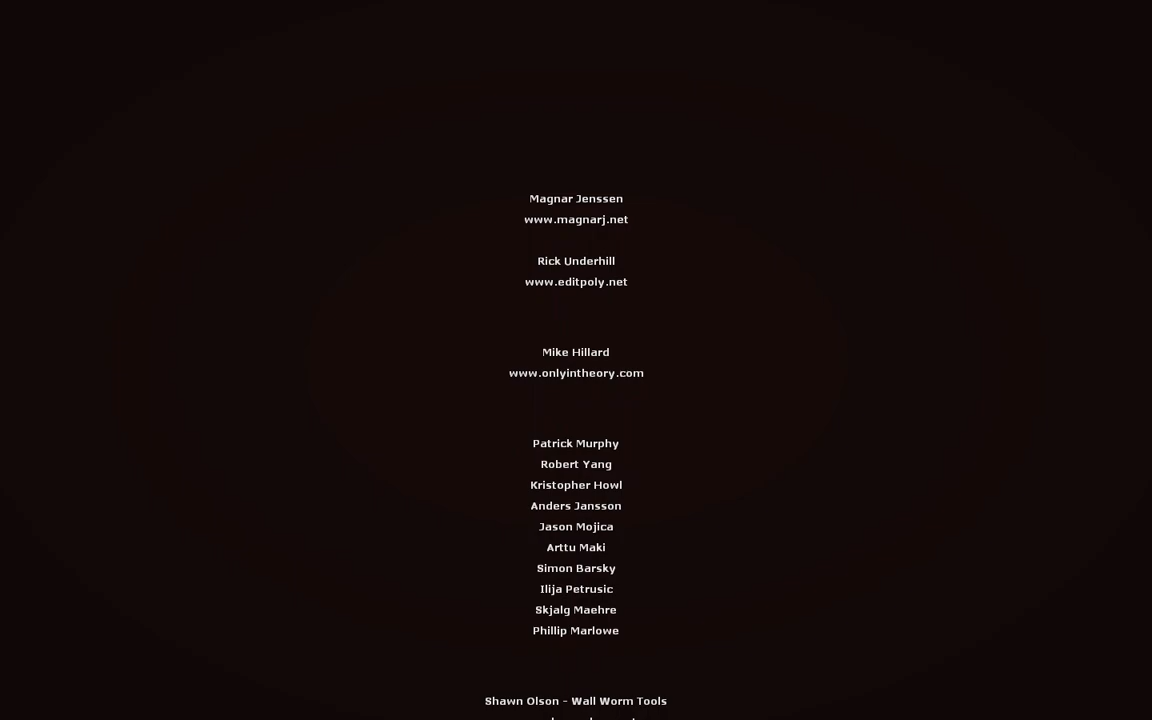 Magnar Jenssen
www.magnarj.net
Rick Underhill
www.editpoly.net
Mike Hillard
www.onlyintheory.com
Patrick Murphy
Robert Yang
Kristopher Howl
Anders Jansson
Jason Mojica
Arttu Maki
Simon Barsky
Ilija Petrusic
Skjalg Maehre
Phillip Marlowe
Shawn Olson - Wall Worm Tools